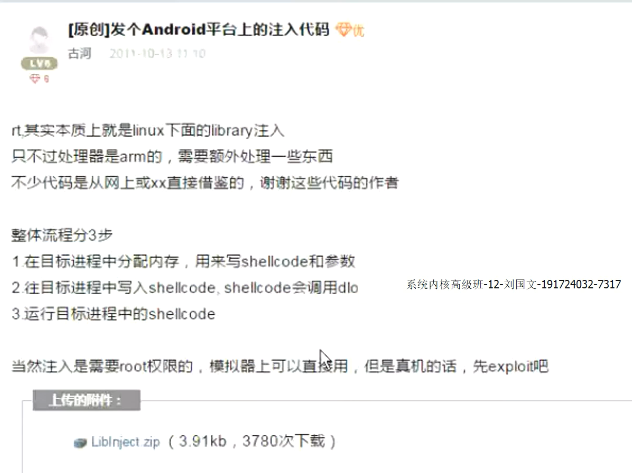 [原创]发个Android平台上的注入代码 优
古河 2011-10-13 11:10
LV6
6
rt,其实本质上就是linux下面的library注入
只不过处理器是arm的，需要额外处理一些东西
不少代码是从网上或xx直接借鉴的，谢谢这些代码的作者
整体流程分3步
1.在目标进程中分配内存，用来写shellcode和参数
2.往目标进程中写入shellcode, shellcode会调用dlo
系统内核高级班-12-刘国文-191724032-7317
3.运行目标进程中的shellcode
当然注入是需要root权限的，模拟器上可以直接用，但是真机的话，先exploit吧
上传的附件：
LibInject.zip （3.91kb，3780次下载）